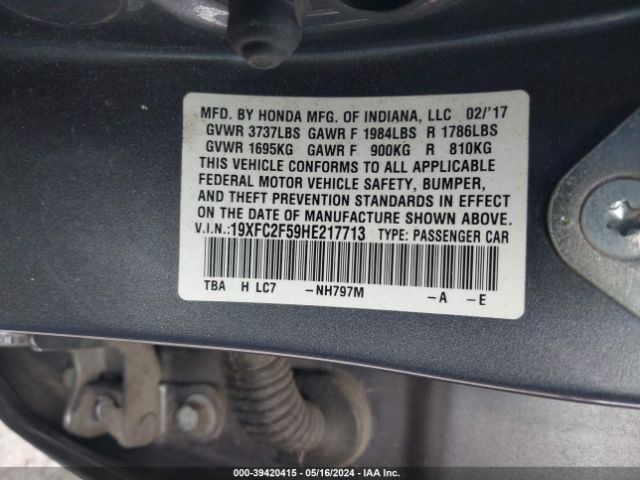 MFD. BY HONDA MFG. OF INDIANA, LLC 02/'17
GVWR 3737LBS GAWR F 1984LBS R 1786LBS
GVWR 1695KG GAWR F 900KG R 810KG
THIS VEHICLE CONFORMS TO ALL APPLICABLE
FEDERAL MOTOR VEHICLE SAFETY, BUMPER,
AND THEFT PREVENTION STANDARDS IN EFFECT
ON THE DATE OF MANUFACTURE SHOWN ABOVE.
V.I.N.:19XFC2F59HE217713 TYPE: PASSENGER CAR
TBA H LC7 -NH797M -A -E
000-39420415 - 05/16/2024 - IAA Inc.